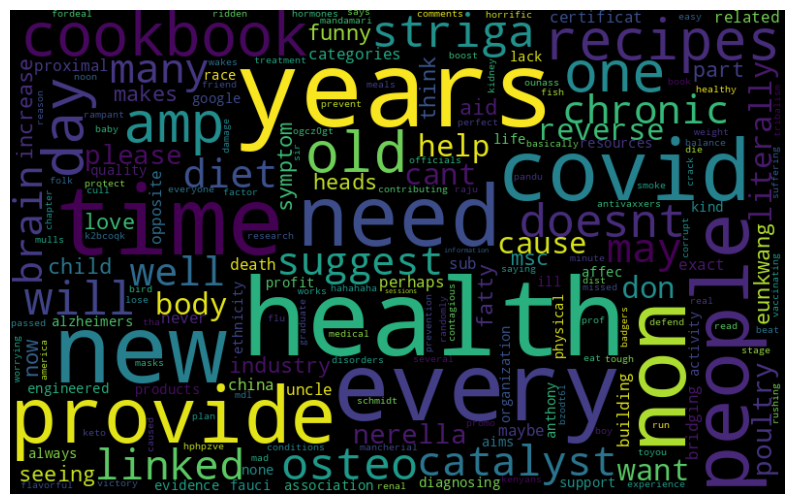 fordeal ridden hormones says comments horrific easy
cookbook mandamari funny striga certificat related
proximal many wakes treatment boost lack categories recipes
race noon makes google friend years think kidney meals fish one part book healthy
increase day amp prevent ounass chronic
rampant reason baby perfect aid reverse literally tribalism
please help life basically resources weight balance
damage ogcz0gt sir old covid die suffering
quality symptom cant officials pandu smoke crack
diet heads contributing raju
folk protect everyone factor opposite doesnt antivaxxers
brain cull love time need kind
chapter research cause may
mulls k2bcoqk information sub msc exact corrupt
child well suggest saying affec
bird death profit perhaps fatty dist don eunkwang vaccinating
will lose body works hahahaha ill missed minute people
alzheimers passed never tha ethnicity health sessions prof real
now new flu graduate randomly contagious physical badgers defend read beat
masks medical prevention organization non stage
worrying america industry disorders several eat tough activity rushing
engineered china every run
products uncle schmidt anthony building bridging poultry
provide plan mdl caused boy promo bzodt61
keto hphpzve nerella maybe toyou
always mancherial aims
seeing linked mad conditions osteo catalyst want
none support kenyans
flavorful victory evidence fauci association renal diagnosing experience